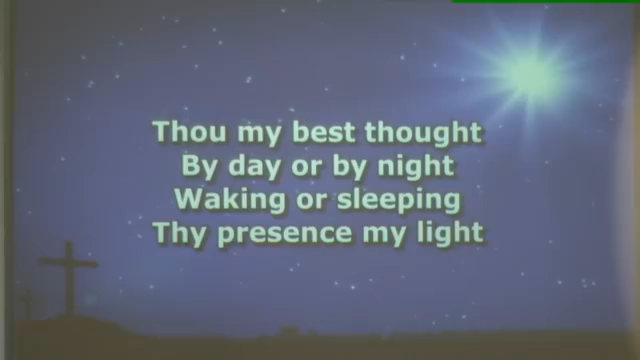 Thou my best thought
By day or by night
Waking or sleeping
Thy presence my light